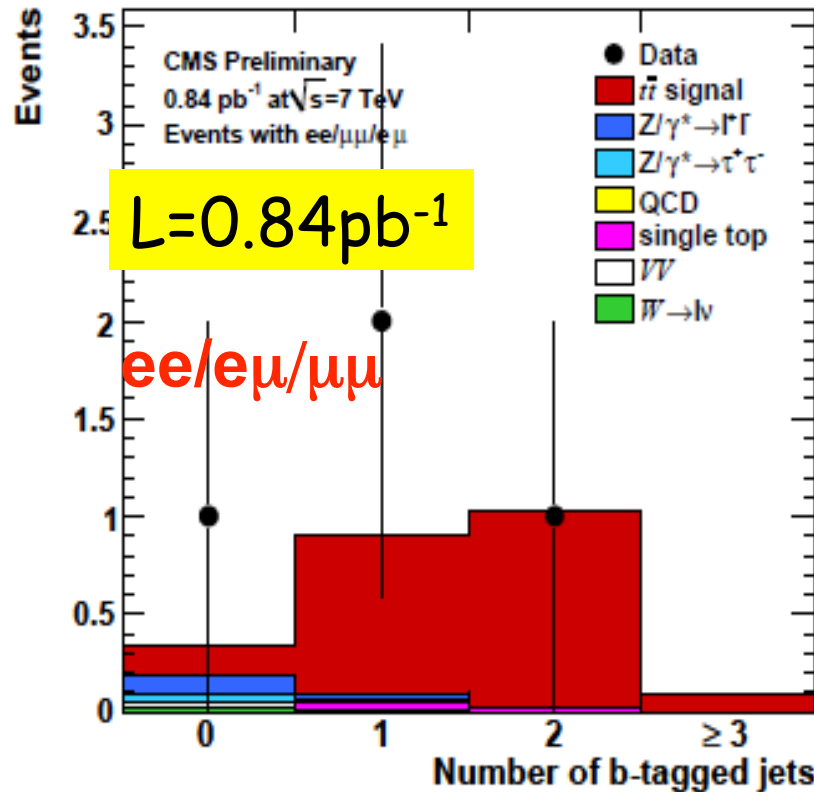 Events
3.5
3
2.5
2
1.5
1
0.5
0
CMS Preliminary
0.84 pb⁻¹ at √s=7 TeV
Events with ee/μμ/eμ
L=0.84pb⁻¹
ee/eμ/μμ
Data
tt̄ signal
Z/γ*→l⁺l⁻
Z/γ*→τ⁺τ⁻
QCD
single top
VV
W→lν
0 1 2 ≥ 3
Number of b-tagged jets